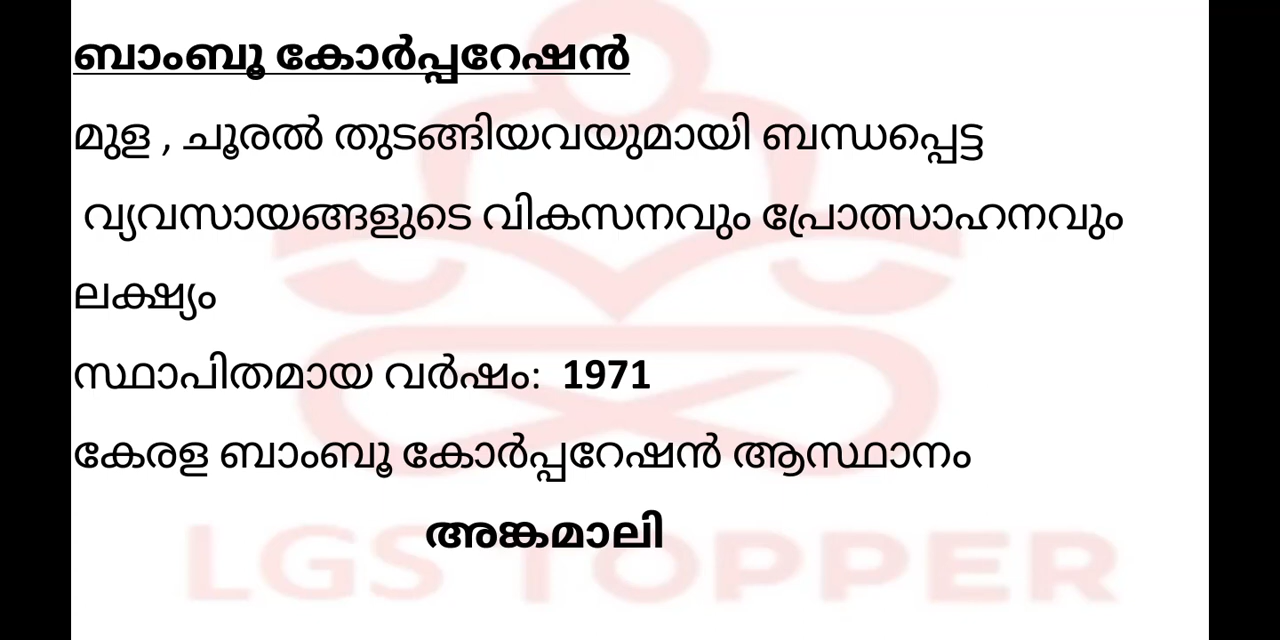 ബാംബൂ കോർപ്പറേഷൻ
മുള , ചൂരൽ തുടങ്ങിയവയുമായി ബന്ധപ്പെട്ട
വ്യവസായങ്ങളുടെ വികസനവും പ്രോത്സാഹനവും
ലക്ഷ്യം
സ്ഥാപിതമായ വർഷം: 1971
കേരള ബാംബൂ കോർപ്പറേഷൻ ആസ്ഥാനം
അങ്കമാലി
LGS TOPPER